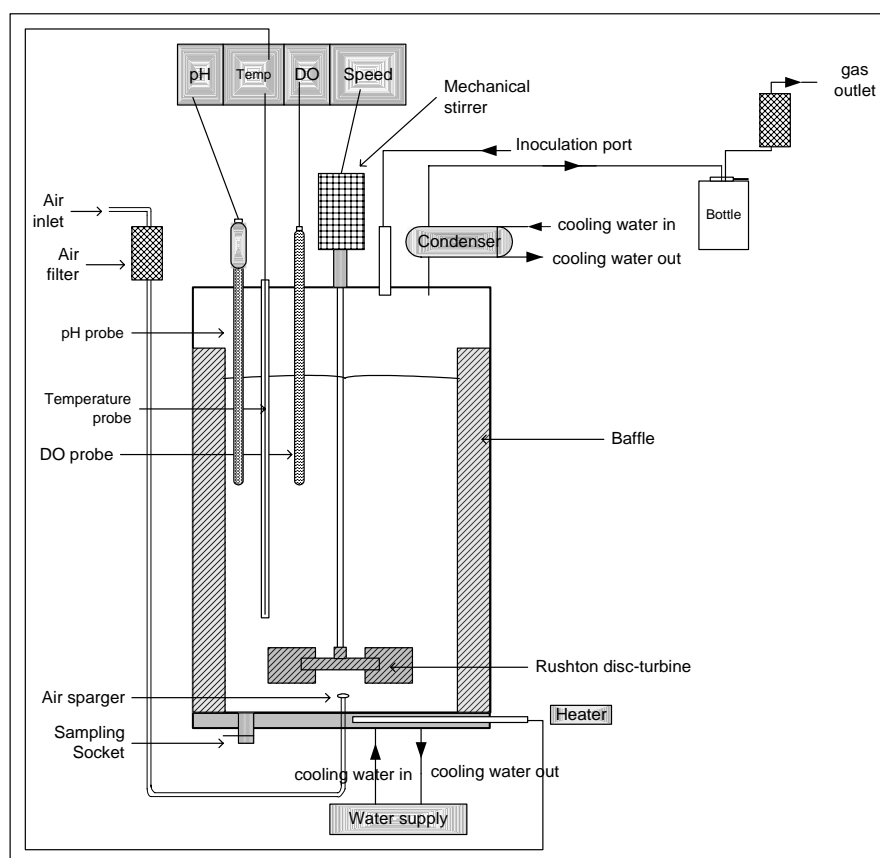 pH
Temp
DO
Speed
Mechanical
stirrer
gas
outlet
Inoculation port
Bottle
Air
inlet
cooling water in
Condenser
cooling water out
Air
filter
pH probe
Temperature
probe
DO probe
Baffle
Rushton disc-turbine
Air sparger
Heater
Sampling
Socket
cooling water in
cooling water out
Water supply